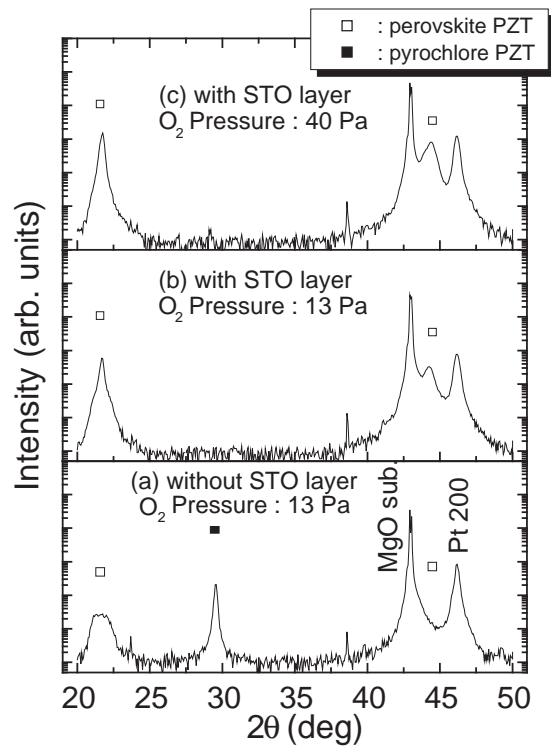 □ : perovskite PZT
■ : pyrochlore PZT
(c) with STO layer
O2 Pressure : 40 Pa
(b) with STO layer
O2 Pressure : 13 Pa
(a) without STO layer
O2 Pressure : 13 Pa
MgO sub.
Pt 200
Intensity (arb. units)
20 25 30 35 40 45 50
2θ (deg)